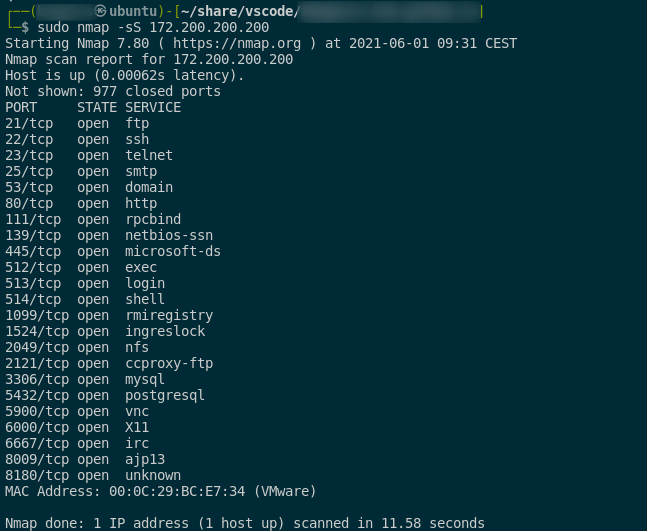 ┌──(㉿ubuntu)-[~/share/vscode/]
└─$ sudo nmap -sS 172.200.200.200
Starting Nmap 7.80 ( https://nmap.org ) at 2021-06-01 09:31 CEST
Nmap scan report for 172.200.200.200
Host is up (0.00062s latency).
Not shown: 977 closed ports
PORT     STATE SERVICE
21/tcp   open  ftp
22/tcp   open  ssh
23/tcp   open  telnet
25/tcp   open  smtp
53/tcp   open  domain
80/tcp   open  http
111/tcp  open  rpcbind
139/tcp  open  netbios-ssn
445/tcp  open  microsoft-ds
512/tcp  open  exec
513/tcp  open  login
514/tcp  open  shell
1099/tcp open  rmiregistry
1524/tcp open  ingreslock
2049/tcp open  nfs
2121/tcp open  ccproxy-ftp
3306/tcp open  mysql
5432/tcp open  postgresql
5900/tcp open  vnc
6000/tcp open  X11
6667/tcp open  irc
8009/tcp open  ajp13
8180/tcp open  unknown
MAC Address: 00:0C:29:BC:E7:34 (VMware)
Nmap done: 1 IP address (1 host up) scanned in 11.58 seconds